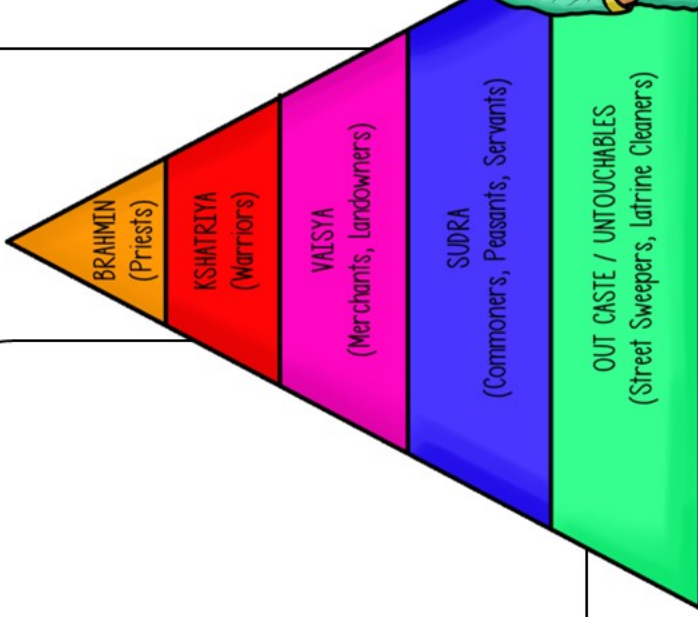 BRAHMIN
(Priests)
KSHATRIYA
(Warriors)
VAISYA
(Merchants, Landowners)
SUDRA
(Commoners, Peasants, Servants)
OUT CASTE / UNTOUCHABLES
(Street Sweepers, Latrine Cleaners)